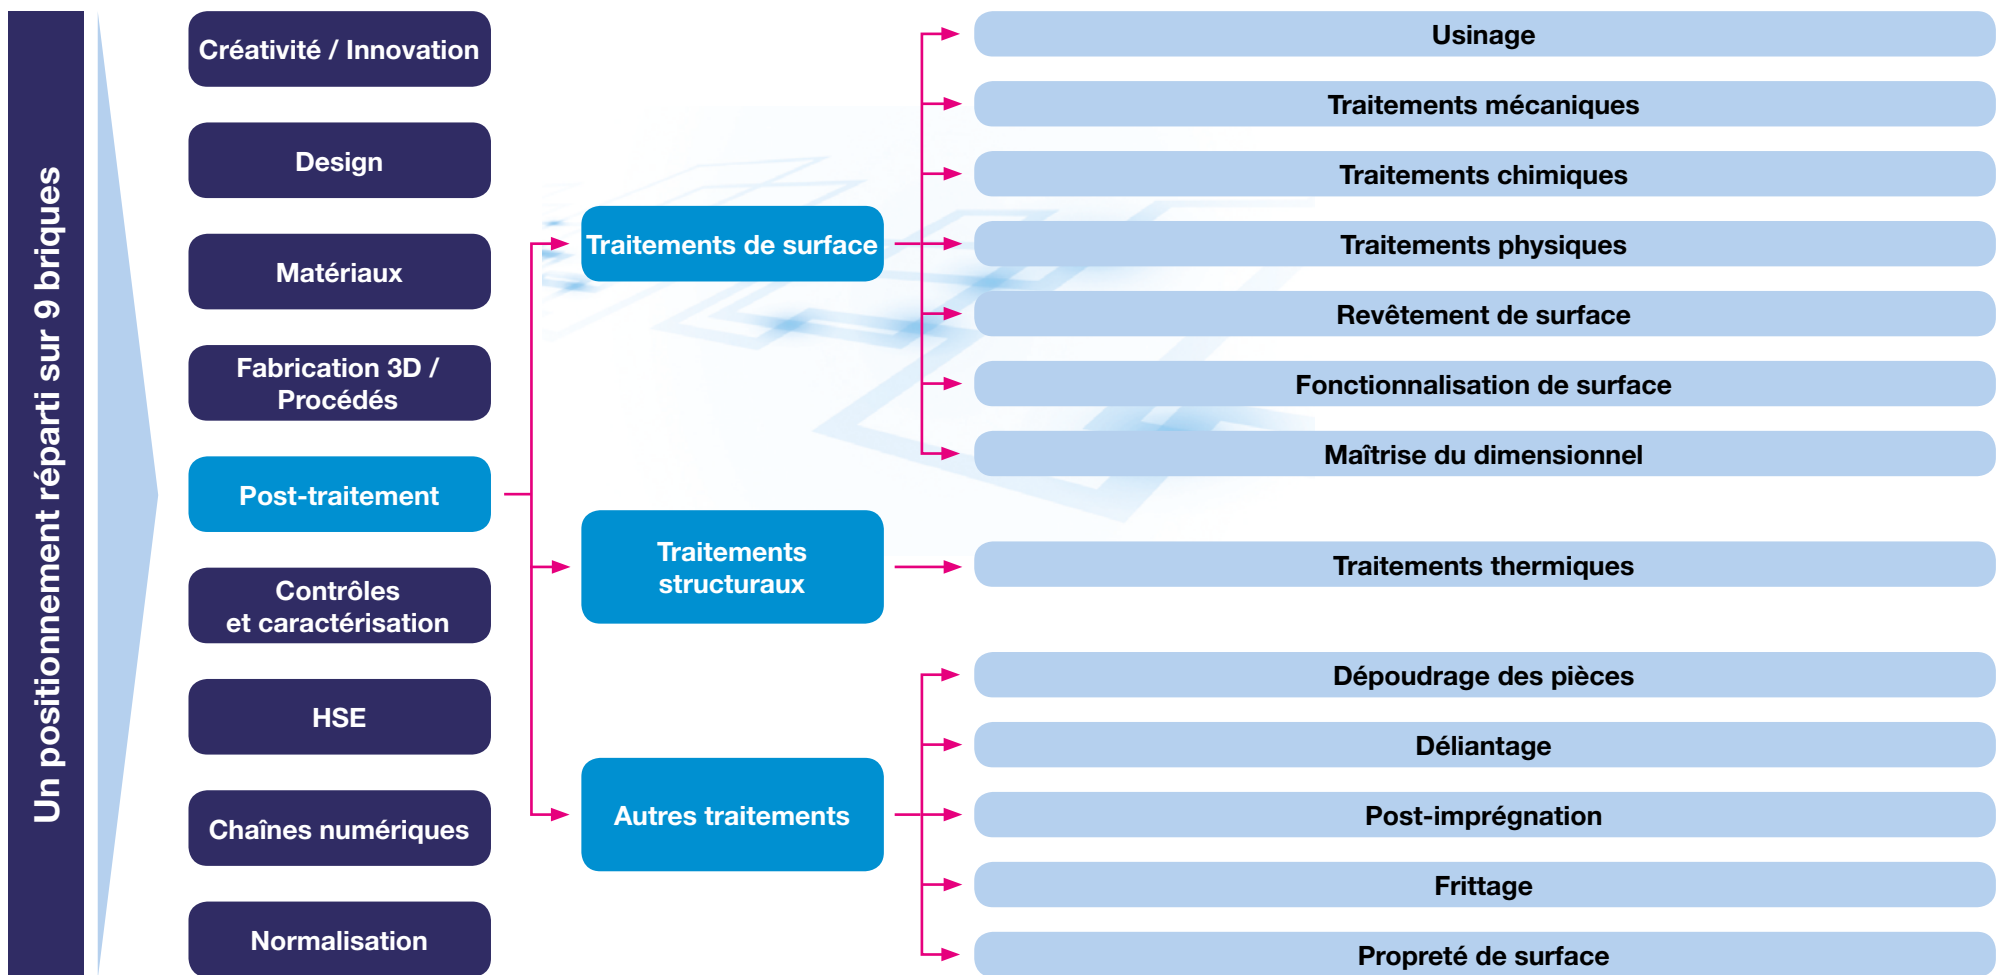 Un positionnement réparti sur 9 briques
Créativité / Innovation
Design
Matériaux
Fabrication 3D /
Procédés
Post-traitement
Contrôles
et caractérisation
HSE
Chaînes numériques
Normalisation
Traitements de surface
Traitements
structuraux
Autres traitements
Usinage
Traitements mécaniques
Traitements chimiques
Traitements physiques
Revêtement de surface
Fonctionnalisation de surface
Maîtrise du dimensionnel
Traitements thermiques
Dépoudrage des pièces
Déliantage
Post-imprégnation
Frittage
Propreté de surface